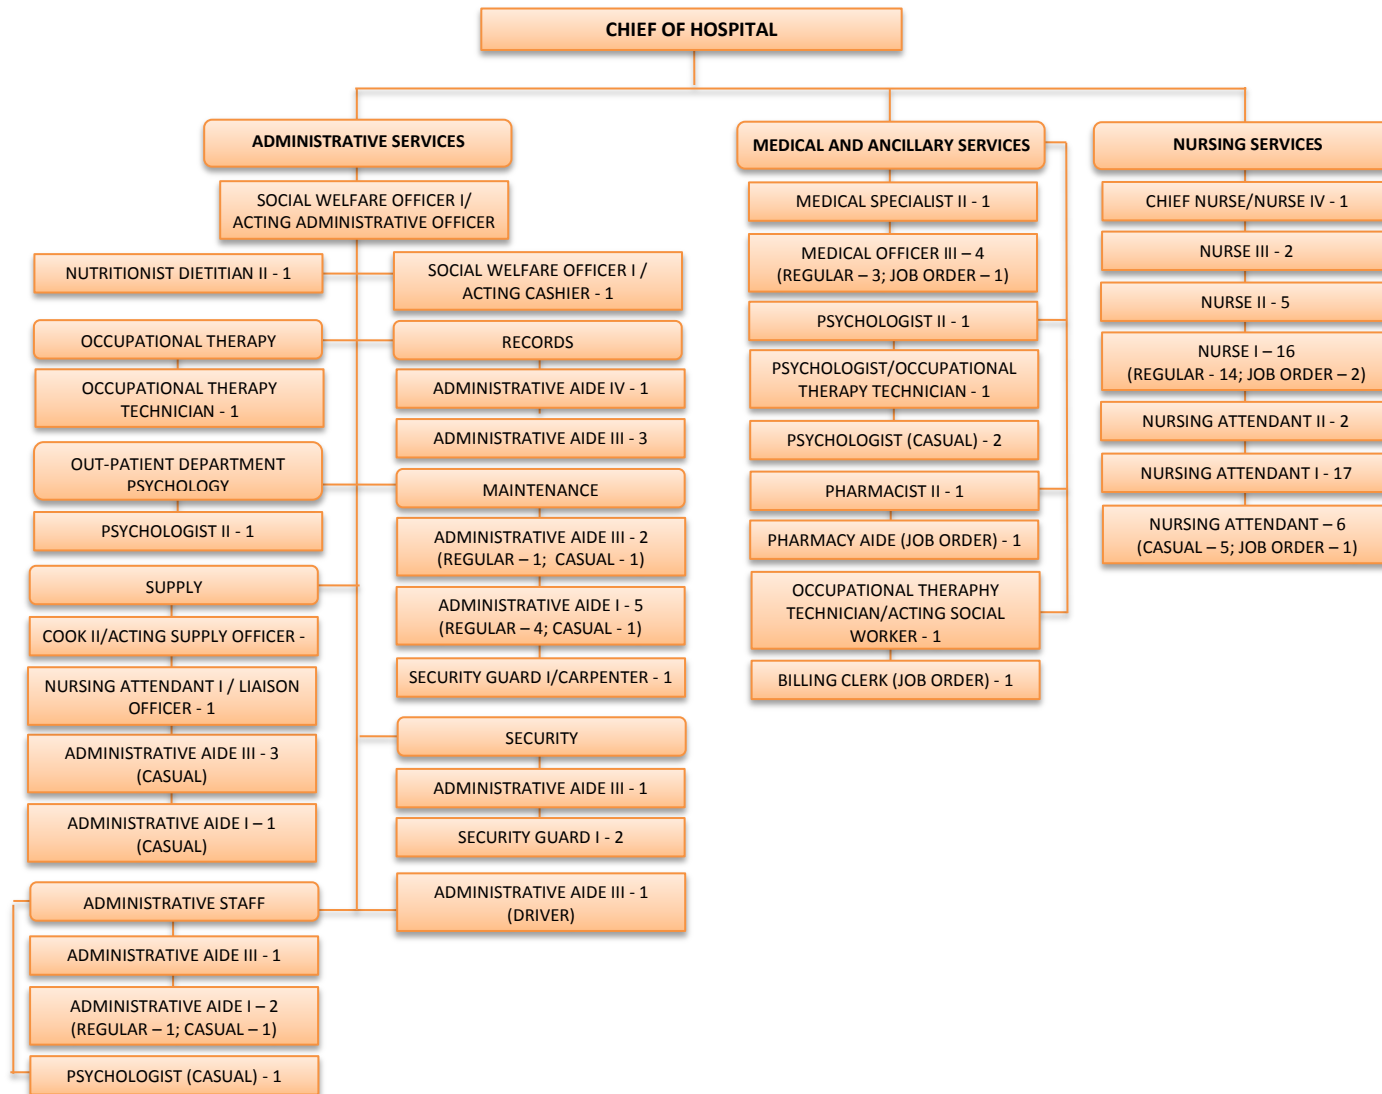 CHIEF OF HOSPITAL
ADMINISTRATIVE SERVICES
SOCIAL WELFARE OFFICER I/
ACTING ADMINISTRATIVE OFFICER
NUTRITIONIST DIETITIAN II - 1
OCCUPATIONAL THERAPY
OCCUPATIONAL THERAPY
TECHNICIAN - 1
OUT-PATIENT DEPARTMENT
PSYCHOLOGY
PSYCHOLOGIST II - 1
SUPPLY
COOK II/ACTING SUPPLY OFFICER -
NURSING ATTENDANT I / LIAISON
OFFICER - 1
ADMINISTRATIVE AIDE III - 3
(CASUAL)
ADMINISTRATIVE AIDE I – 1
(CASUAL)
ADMINISTRATIVE STAFF
ADMINISTRATIVE AIDE III - 1
ADMINISTRATIVE AIDE I – 2
(REGULAR – 1; CASUAL – 1)
PSYCHOLOGIST (CASUAL) - 1
SOCIAL WELFARE OFFICER I /
ACTING CASHIER - 1
RECORDS
ADMINISTRATIVE AIDE IV - 1
ADMINISTRATIVE AIDE III - 3
MAINTENANCE
ADMINISTRATIVE AIDE III - 2
(REGULAR – 1; CASUAL - 1)
ADMINISTRATIVE AIDE I - 5
(REGULAR – 4; CASUAL - 1)
SECURITY GUARD I/CARPENTER - 1
SECURITY
ADMINISTRATIVE AIDE III - 1
SECURITY GUARD I - 2
ADMINISTRATIVE AIDE III - 1
(DRIVER)
MEDICAL AND ANCILLARY SERVICES
MEDICAL SPECIALIST II - 1
MEDICAL OFFICER III – 4
(REGULAR – 3; JOB ORDER – 1)
PSYCHOLOGIST II - 1
PSYCHOLOGIST/OCCUPATIONAL
THERAPY TECHNICIAN - 1
PSYCHOLOGIST (CASUAL) - 2
PHARMACIST II - 1
PHARMACY AIDE (JOB ORDER) - 1
OCCUPATIONAL THERAPHY
TECHNICIAN/ACTING SOCIAL
WORKER - 1
BILLING CLERK (JOB ORDER) - 1
NURSING SERVICES
CHIEF NURSE/NURSE IV - 1
NURSE III - 2
NURSE II - 5
NURSE I – 16
(REGULAR - 14; JOB ORDER – 2)
NURSING ATTENDANT II - 2
NURSING ATTENDANT I - 17
NURSING ATTENDANT – 6
(CASUAL – 5; JOB ORDER – 1)